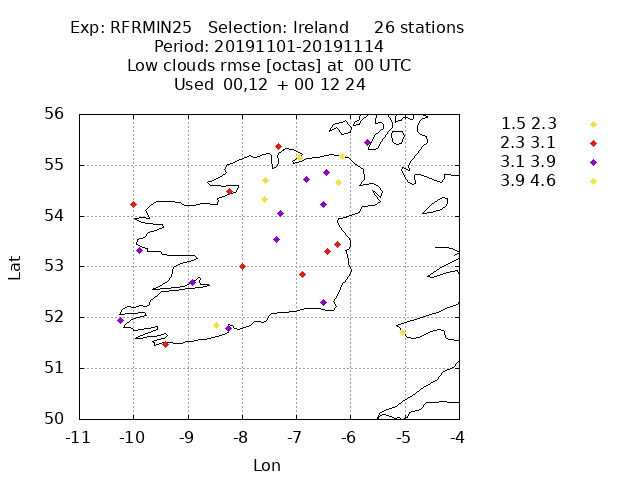 Exp: RFRMIN25 Selection: Ireland 26 stations
Period: 20191101-20191114
Low clouds rmse [octas] at 00 UTC
Used 00,12 + 00 12 24
1.5 2.3
2.3 3.1
3.1 3.9
3.9 4.6
56
55
54
53
52
51
50
Lat
-11 -10 -9 -8 -7 -6 -5 -4
Lon